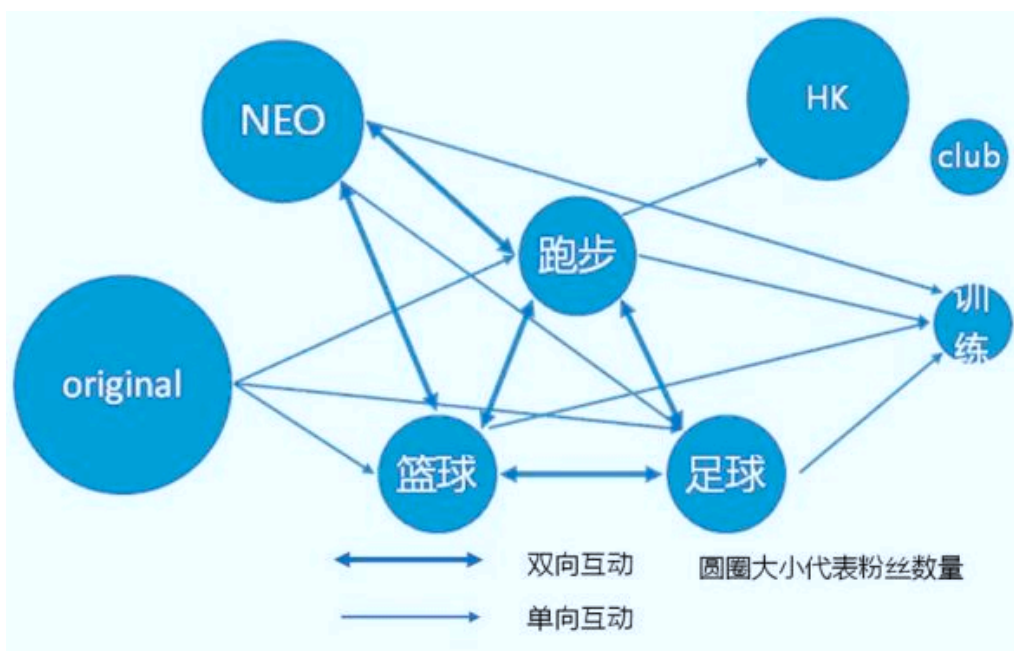 NEO
HK
club
跑步
训
练
original
篮球
足球
双向互动
圆圈大小代表粉丝数量
单向互动